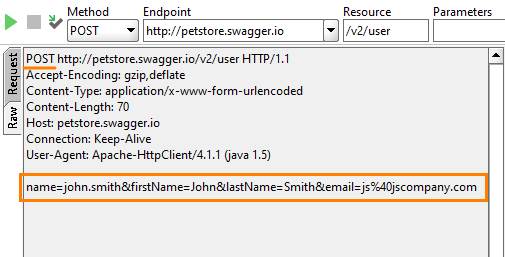 Method Endpoint Resource Parameters
POST http://petstore.swagger.io /v2/user
Request
Raw
POST http://petstore.swagger.io/v2/user HTTP/1.1
Accept-Encoding: gzip,deflate
Content-Type: application/x-www-form-urlencoded
Content-Length: 70
Host: petstore.swagger.io
Connection: Keep-Alive
User-Agent: Apache-HttpClient/4.1.1 (java 1.5)
name=john.smith&firstName=John&lastName=Smith&email=js%40jscompany.com